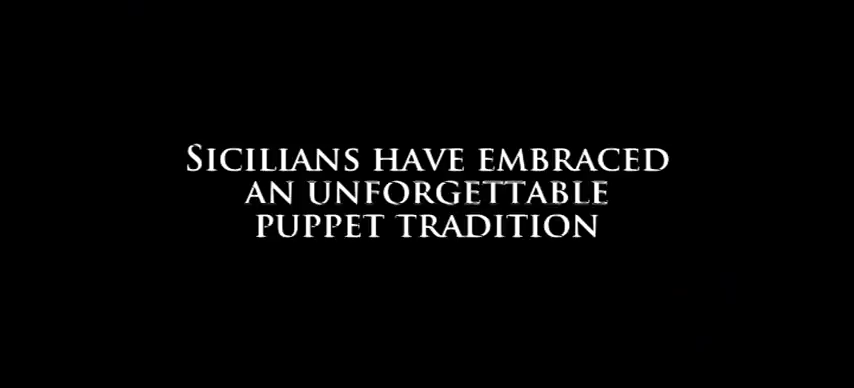 Sicilians have embraced
an unforgettable
puppet tradition